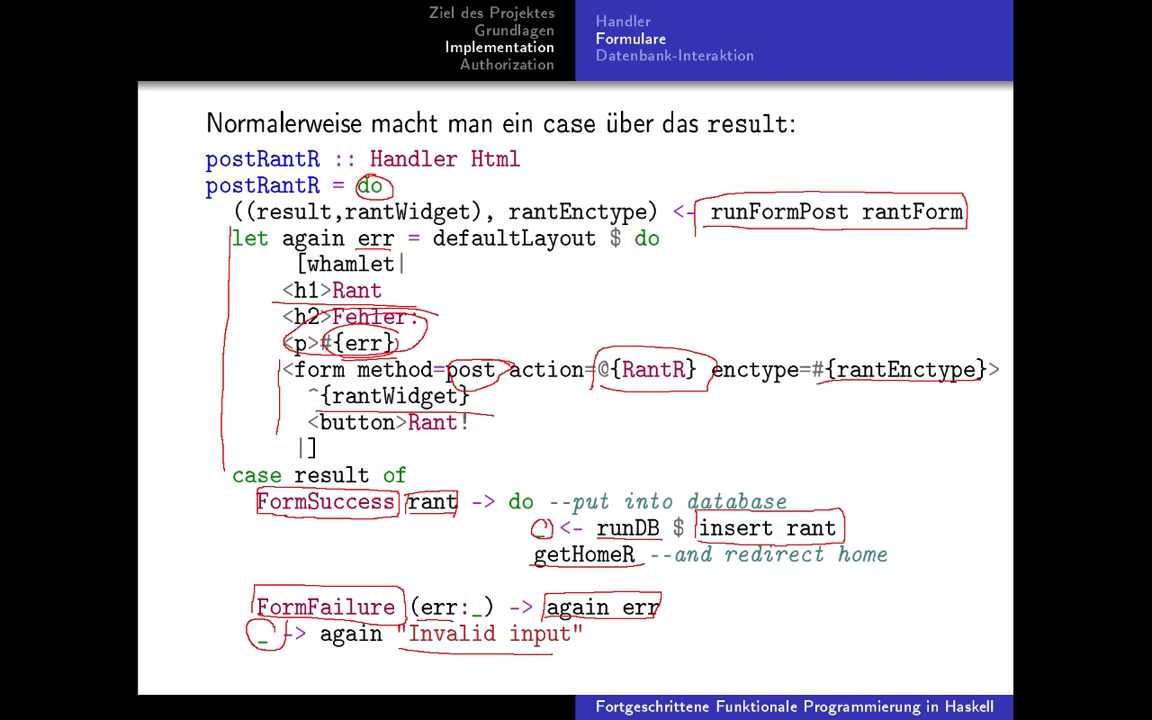 Ziel des Projektes
Grundlagen
Implementation
Authorization
Handler
Formulare
Datenbank-Interaktion
Normalerweise macht man ein case über das result:
postRantR :: Handler Html
postRantR = do
((result,rantWidget), rantEnctype) <- runFormPost rantForm
let again err = defaultLayout $ do
[whamlet|
<h1>Rant
<h2>Fehler:
<p>#{err}
<form method=post action=@{RantR} enctype=#{rantEnctype}>
^{rantWidget}
<button>Rant!
|]
case result of
FormSuccess rant -> do --put into database
_ <- runDB $ insert rant
getHomeR --and redirect home
FormFailure (err:_) -> again err
_ -> again "Invalid input"
Fortgeschrittene Funktionale Programmierung in Haskell